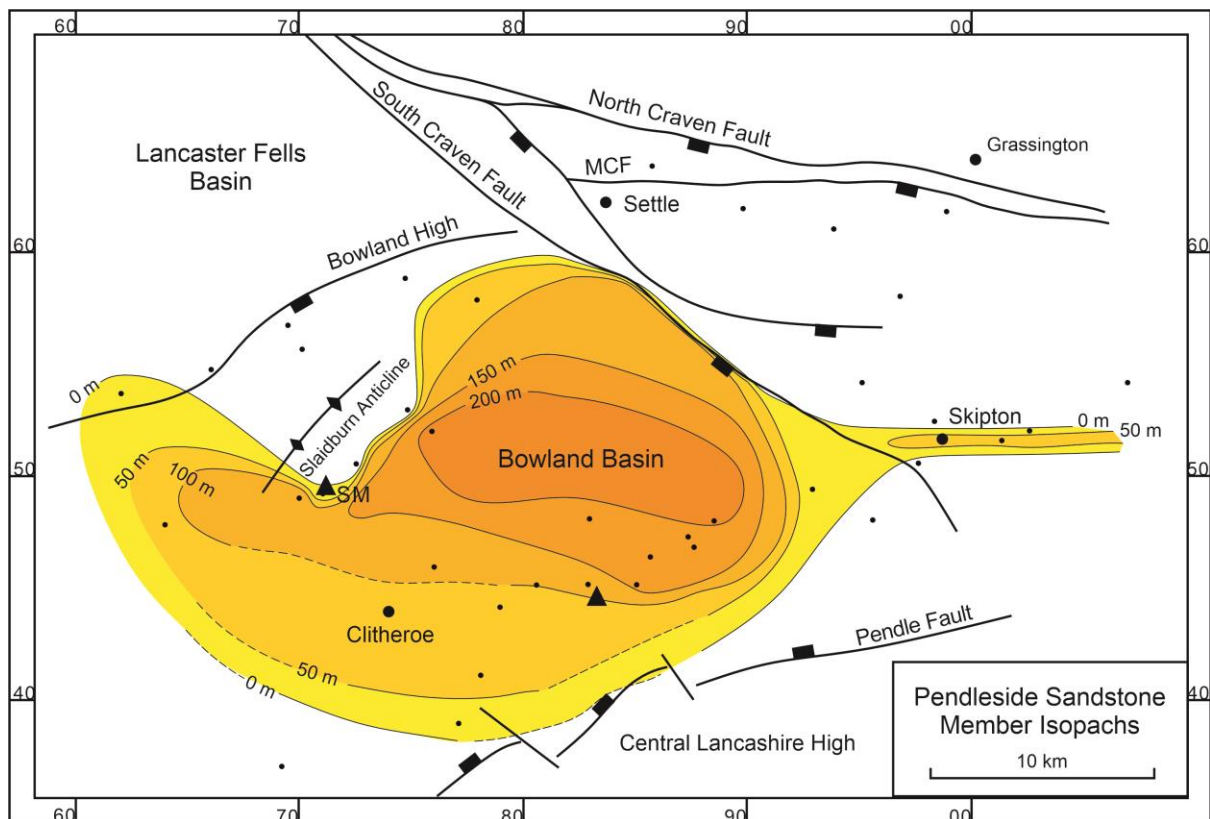 60 70 80 90 00
North Craven Fault
South Craven Fault
Grassington
Lancaster Fells
Basin
MCF
Settle
Bowland High
60 60
150 m
0 m
200 m
Slaidburn Anticline
Skipton
0 m
50 m
Bowland Basin
50 50
50 m
100 m
SM
Clitheroe
Pendle Fault
50 m
0 m
40 40
Central Lancashire High
Pendleside Sandstone
Member Isopachs
10 km
60 70 80 90 00